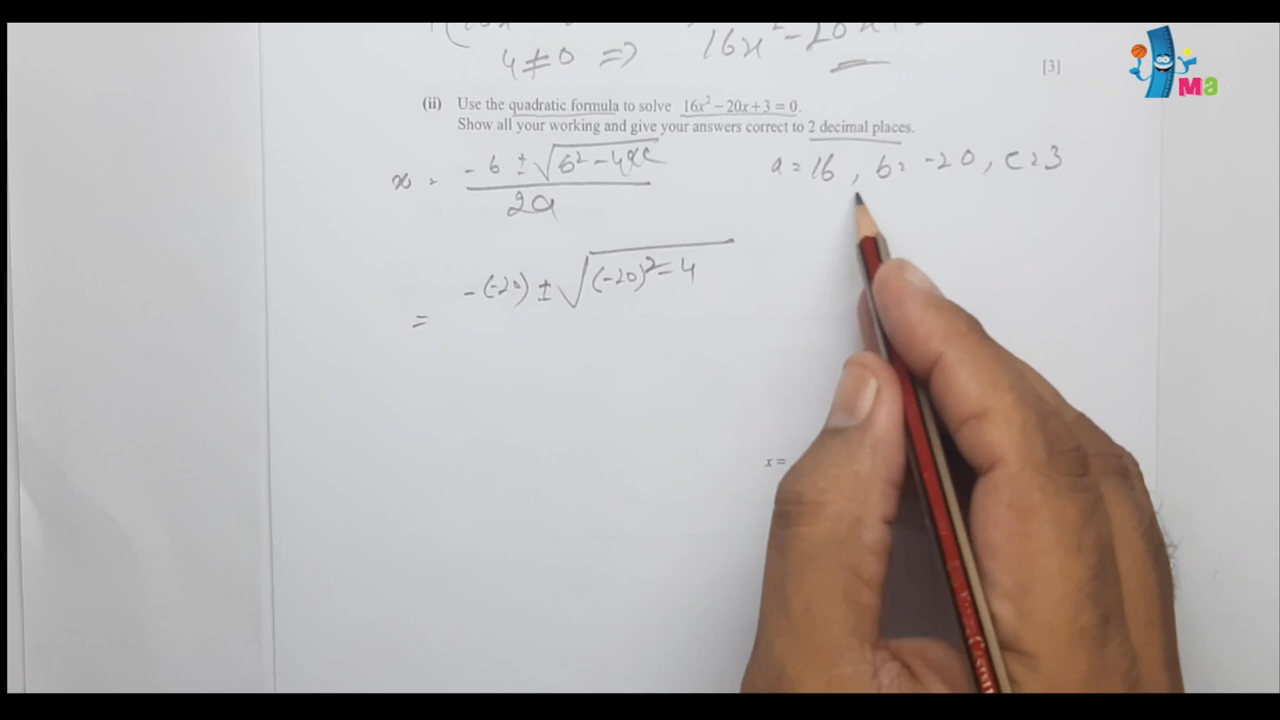 16x² - 20x
4 ≠ 0 ⇒
[3]
Ma
(ii) Use the quadratic formula to solve 16x² − 20x + 3 = 0.
Show all your working and give your answers correct to 2 decimal places.
x = (-b ± √(b² - 4ac)) / 2a
a = 16 , b = -20 , c = 3
= -(-20) ± √((-20)² - 4
x =